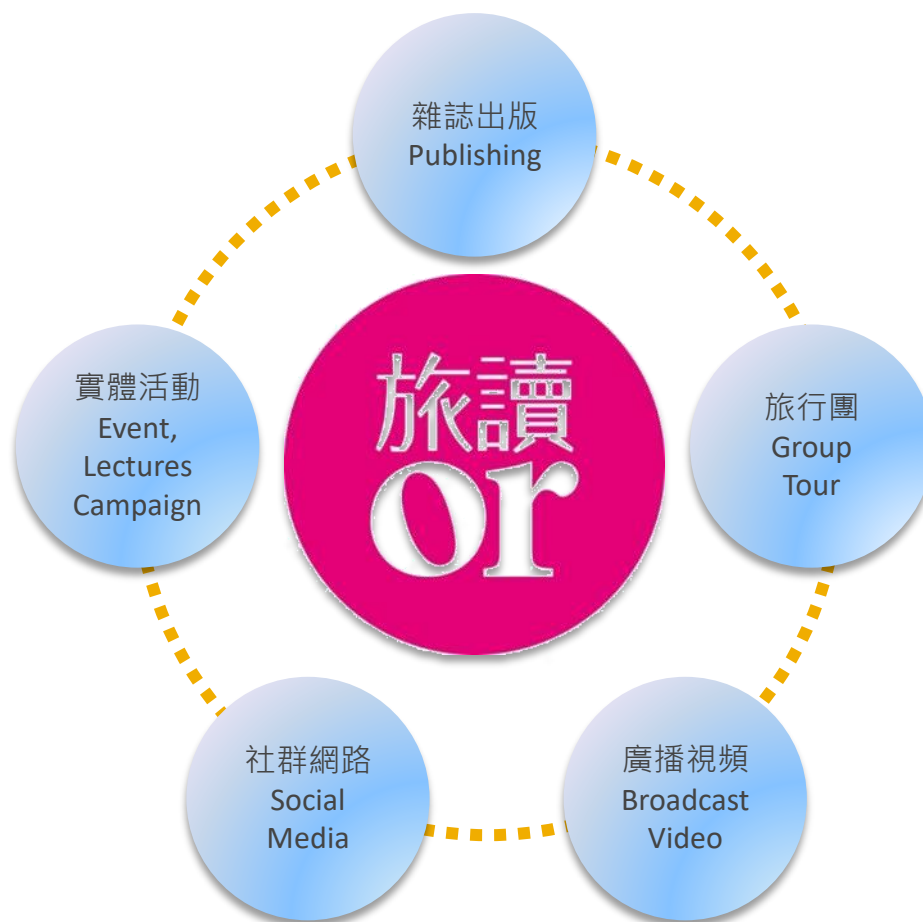 雜誌出版
Publishing
實體活動
Event,
Lectures
Campaign
旅讀
or
旅行團
Group
Tour
社群網路
Social
Media
廣播視頻
Broadcast
Video